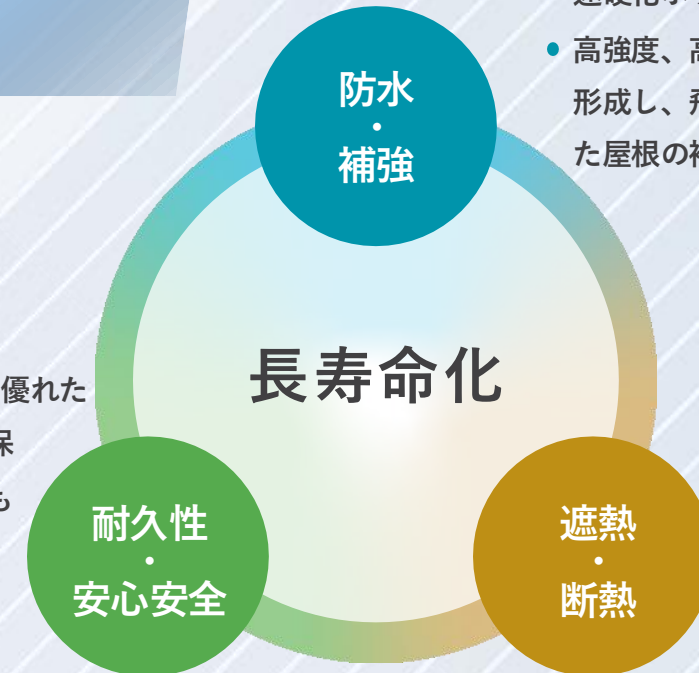 高強度、
形成し、
た屋根の
防水
・
補強
長寿命化
優れた
耐久性
・
安心安全
遮熱
・
断熱